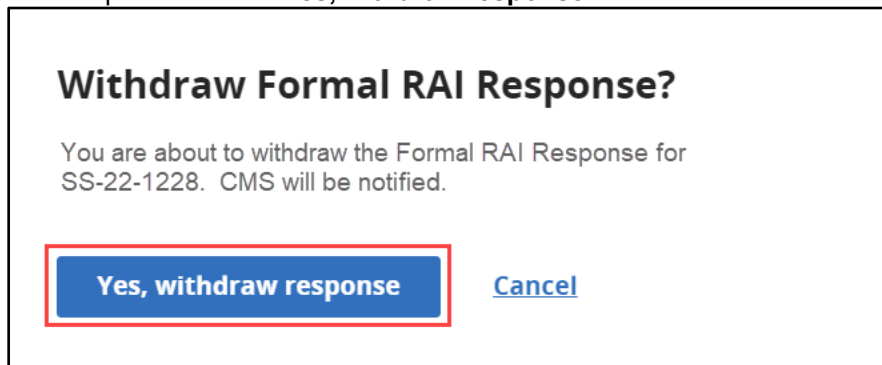 Withdraw Formal RAI Response?
You are about to withdraw the Formal RAI Response for
SS-22-1228. CMS will be notified.
Yes, withdraw response Cancel